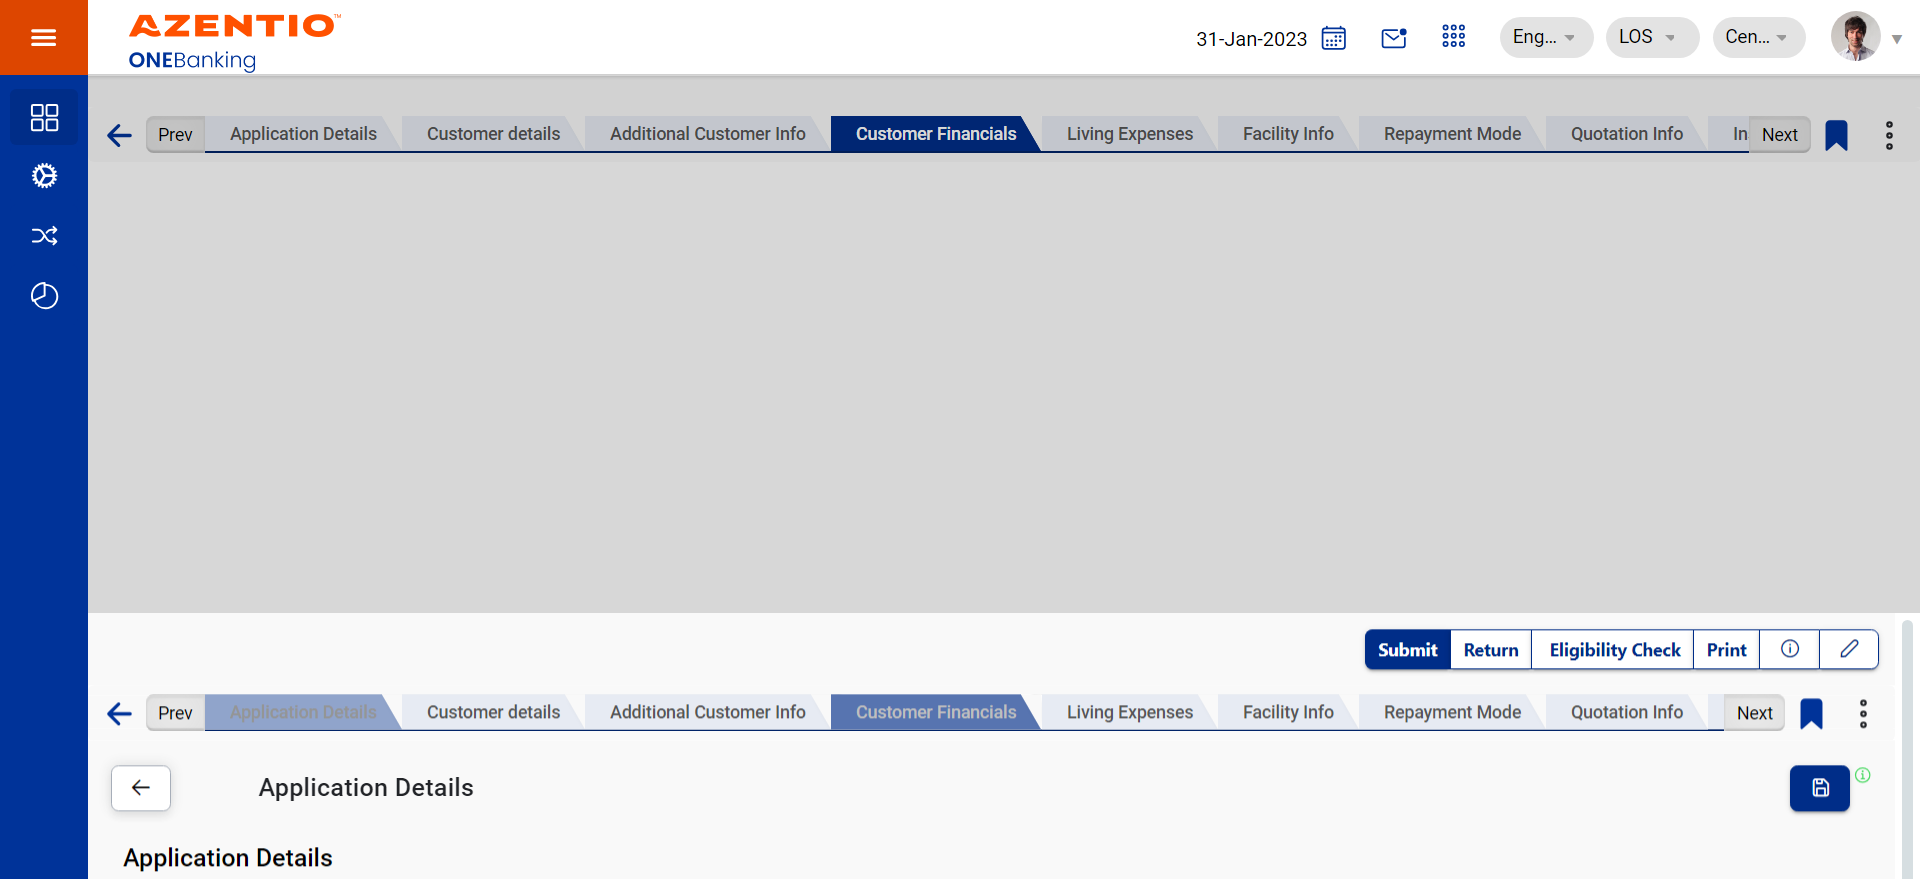 AZENTIO™
ONEBanking
31-Jan-2023
Eng...
LOS
Cen...
Prev
Application Details
Customer details
Additional Customer Info
Customer Financials
Living Expenses
Facility Info
Repayment Mode
Quotation Info
In
Next
Submit
Return
Eligibility Check
Print
Prev
Application Details
Customer details
Additional Customer Info
Customer Financials
Living Expenses
Facility Info
Repayment Mode
Quotation Info
Next
Application Details
Application Details